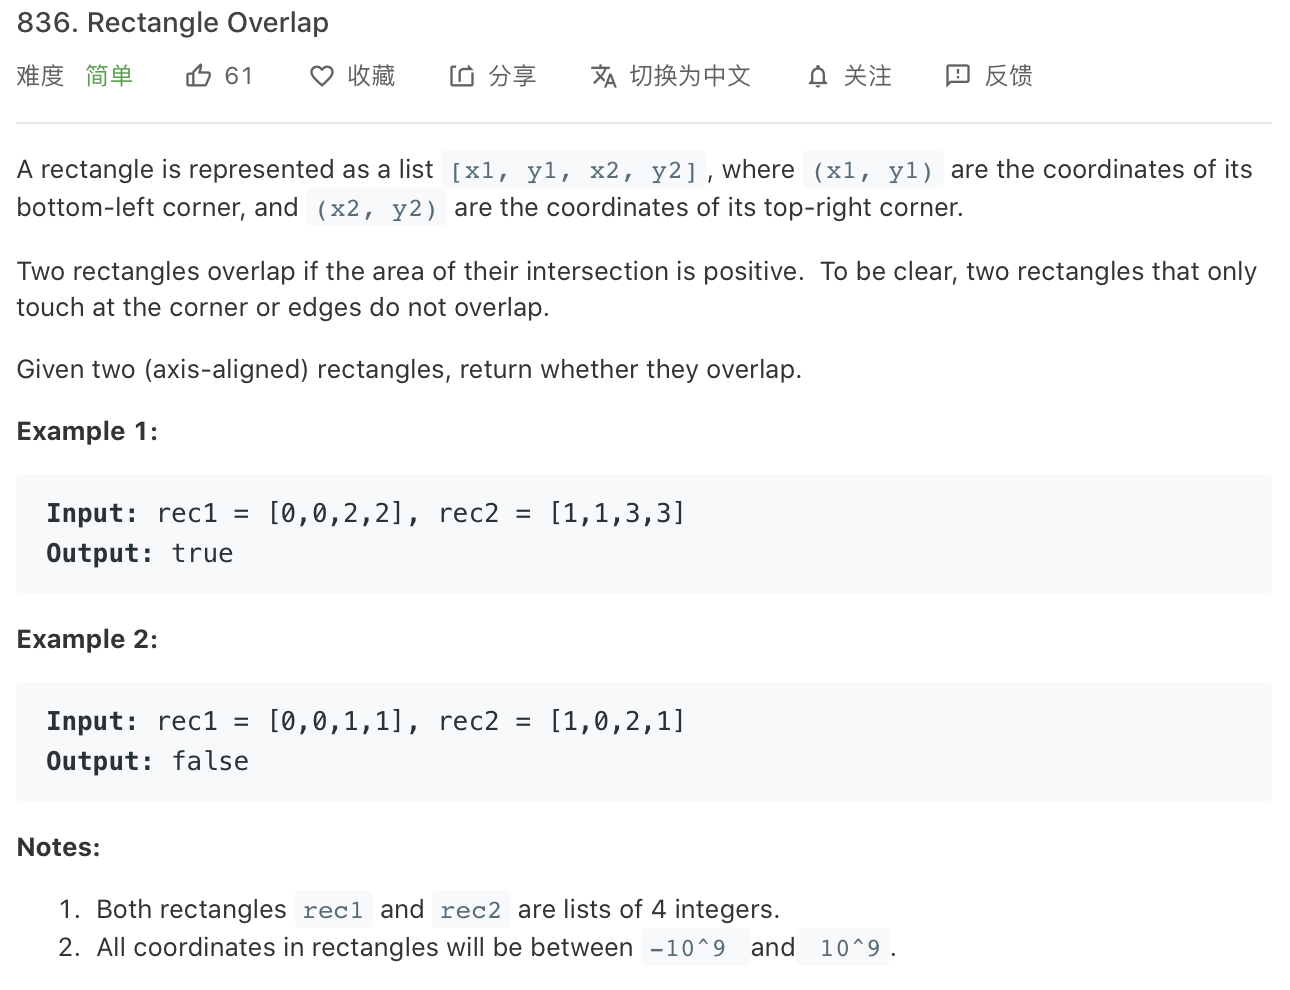 836. Rectangle Overlap
难度 简单 61 收藏 分享 切换为中文 关注 反馈
A rectangle is represented as a list [x1, y1, x2, y2], where (x1, y1) are the coordinates of its
bottom-left corner, and (x2, y2) are the coordinates of its top-right corner.
Two rectangles overlap if the area of their intersection is positive.  To be clear, two rectangles that only
touch at the corner or edges do not overlap.
Given two (axis-aligned) rectangles, return whether they overlap.
Example 1:
Input: rec1 = [0,0,2,2], rec2 = [1,1,3,3]
Output: true
Example 2:
Input: rec1 = [0,0,1,1], rec2 = [1,0,2,1]
Output: false
Notes:
1. Both rectangles rec1 and rec2 are lists of 4 integers.
2. All coordinates in rectangles will be between -10^9 and 10^9.